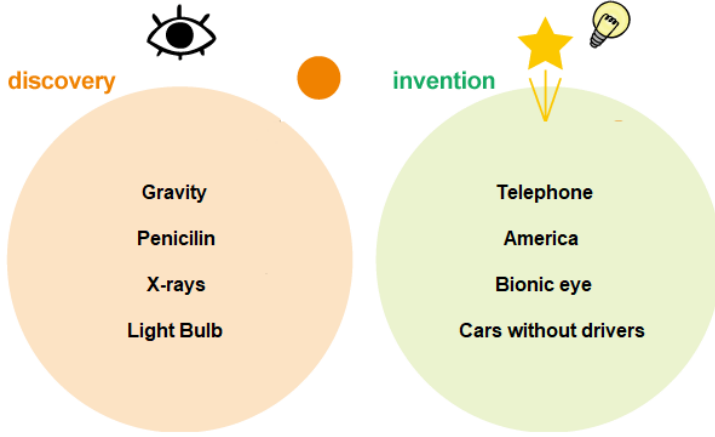 discovery
Gravity
Penicilin
X-rays
Light Bulb
invention
Telephone
America
Bionic eye
Cars without drivers